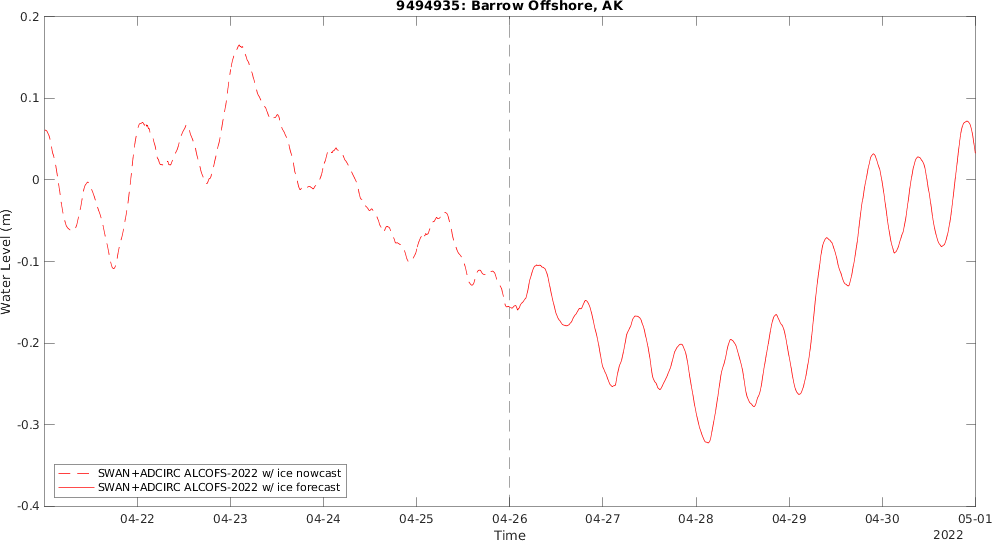 9494935: Barrow Offshore, AK
0.2
0.1
0
-0.1
-0.2
-0.3
-0.4
Water Level (m)
SWAN+ADCIRC ALCOFS-2022 w/ ice nowcast
SWAN+ADCIRC ALCOFS-2022 w/ ice forecast
04-22 04-23 04-24 04-25 04-26 04-27 04-28 04-29 04-30 05-01
Time
2022